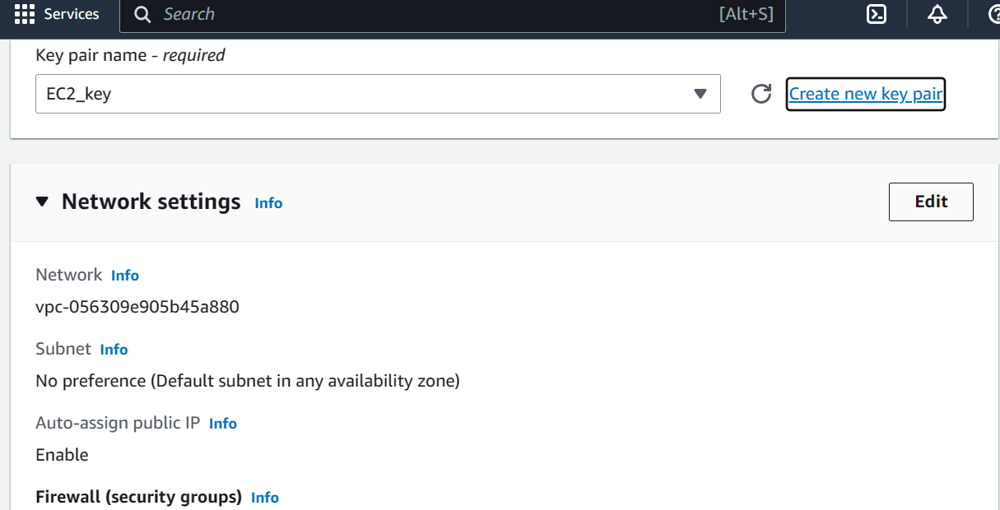 Services Search [Alt+S]
Key pair name - required
EC2_key Create new key pair
Network settings Info Edit
Network Info
vpc-056309e905b45a880
Subnet Info
No preference (Default subnet in any availability zone)
Auto-assign public IP Info
Enable
Firewall (security groups) Info